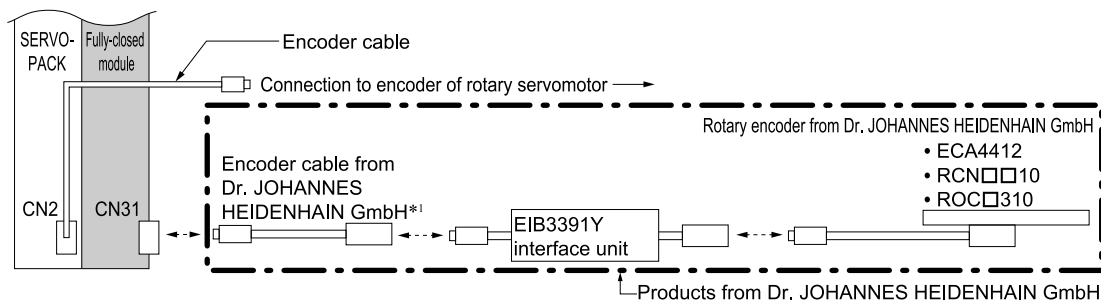 SERVO-
PACK
Fully-closed
module
Encoder cable
Connection to encoder of rotary servomotor
Rotary encoder from Dr. JOHANNES HEIDENHAIN GmbH
• ECA4412
• RCN□□10
• ROC□310
Encoder cable from
Dr. JOHANNES
HEIDENHAIN GmbH*1
CN2
CN31
EIB3391Y
interface unit
Products from Dr. JOHANNES HEIDENHAIN GmbH